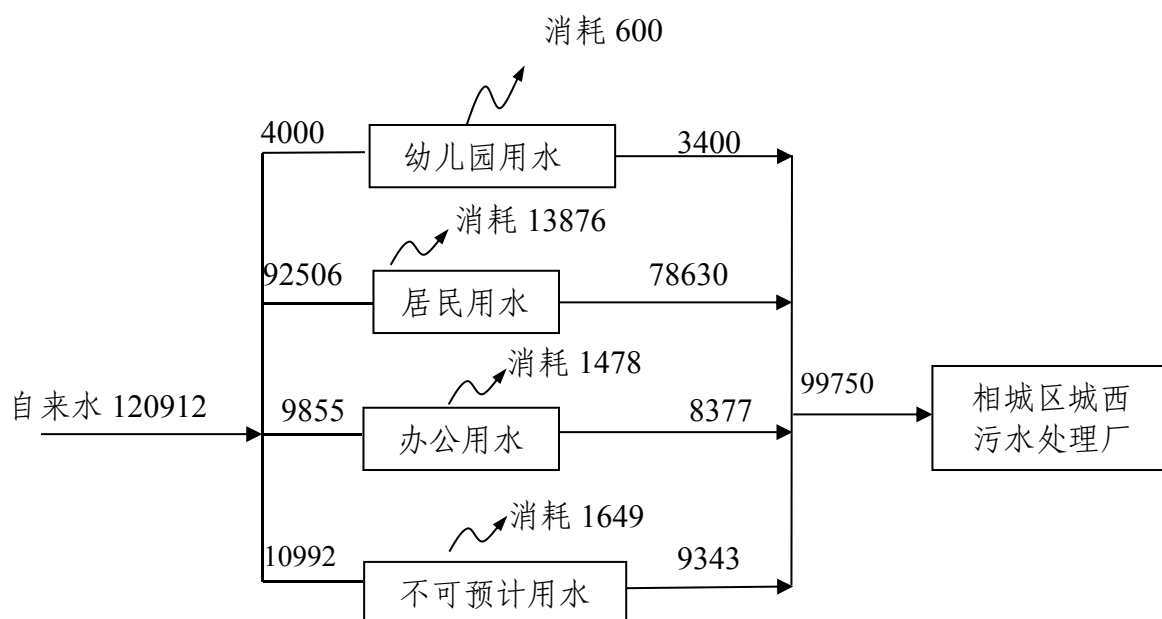 消耗 600
4000
幼儿园用水
3400
消耗 13876
92506
居民用水
78630
消耗 1478
自来水 120912
9855
办公用水
8377
99750
相城区城西
污水处理厂
消耗 1649
10992
不可预计用水
9343